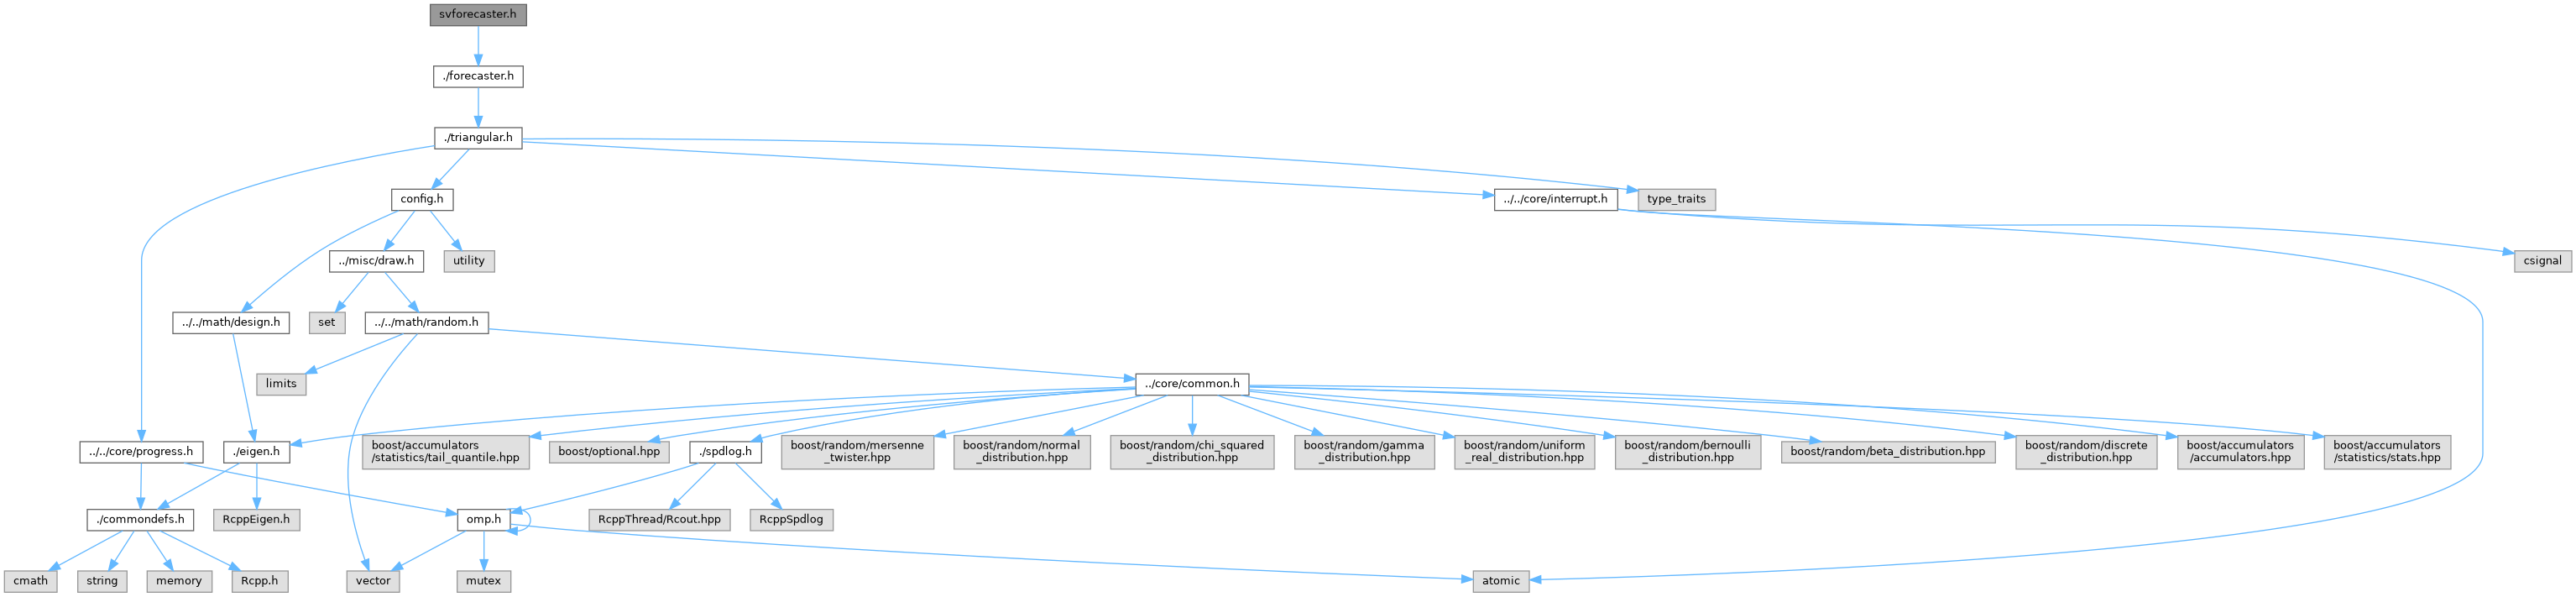 svforecaster.h
./forecaster.h
./triangular.h
config.h
../../core/interrupt.h
type_traits
../misc/draw.h
utility
csignal
../../math/design.h
set
../../math/random.h
limits
../core/common.h
../../core/progress.h
./eigen.h
boost/accumulators
/statistics/tail_quantile.hpp
boost/optional.hpp
./spdlog.h
boost/random/mersenne
_twister.hpp
boost/random/normal
_distribution.hpp
boost/random/chi_squared
_distribution.hpp
boost/random/gamma
_distribution.hpp
boost/random/uniform
_real_distribution.hpp
boost/random/bernoulli
_distribution.hpp
boost/random/beta_distribution.hpp
boost/random/discrete
_distribution.hpp
boost/accumulators
/accumulators.hpp
boost/accumulators
/statistics/stats.hpp
./commondefs.h
RcppEigen.h
omp.h
RcppThread/Rcout.hpp
RcppSpdlog
cmath
string
memory
Rcpp.h
vector
mutex
atomic